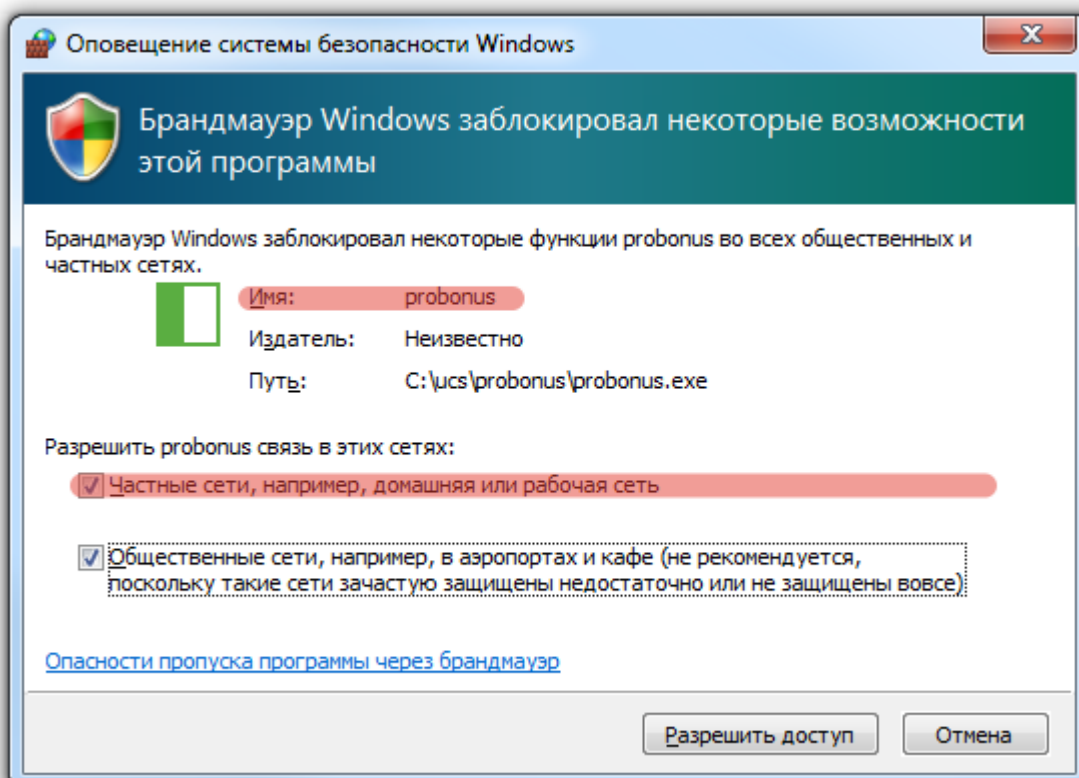 Оповещение системы безопасности Windows
Брандмауэр Windows заблокировал некоторые возможности
этой программы
Брандмауэр Windows заблокировал некоторые функции probonus во всех общественных и
частных сетях.
Имя: probonus
Издатель: Неизвестно
Путь: C:\ucs\probonus\probonus.exe
Разрешить probonus связь в этих сетях:
Частные сети, например, домашняя или рабочая сеть
Общественные сети, например, в аэропортах и кафе (не рекомендуется,
поскольку такие сети зачастую защищены недостаточно или не защищены вовсе)
Опасности пропуска программы через брандмауэр
Разрешить доступ Отмена